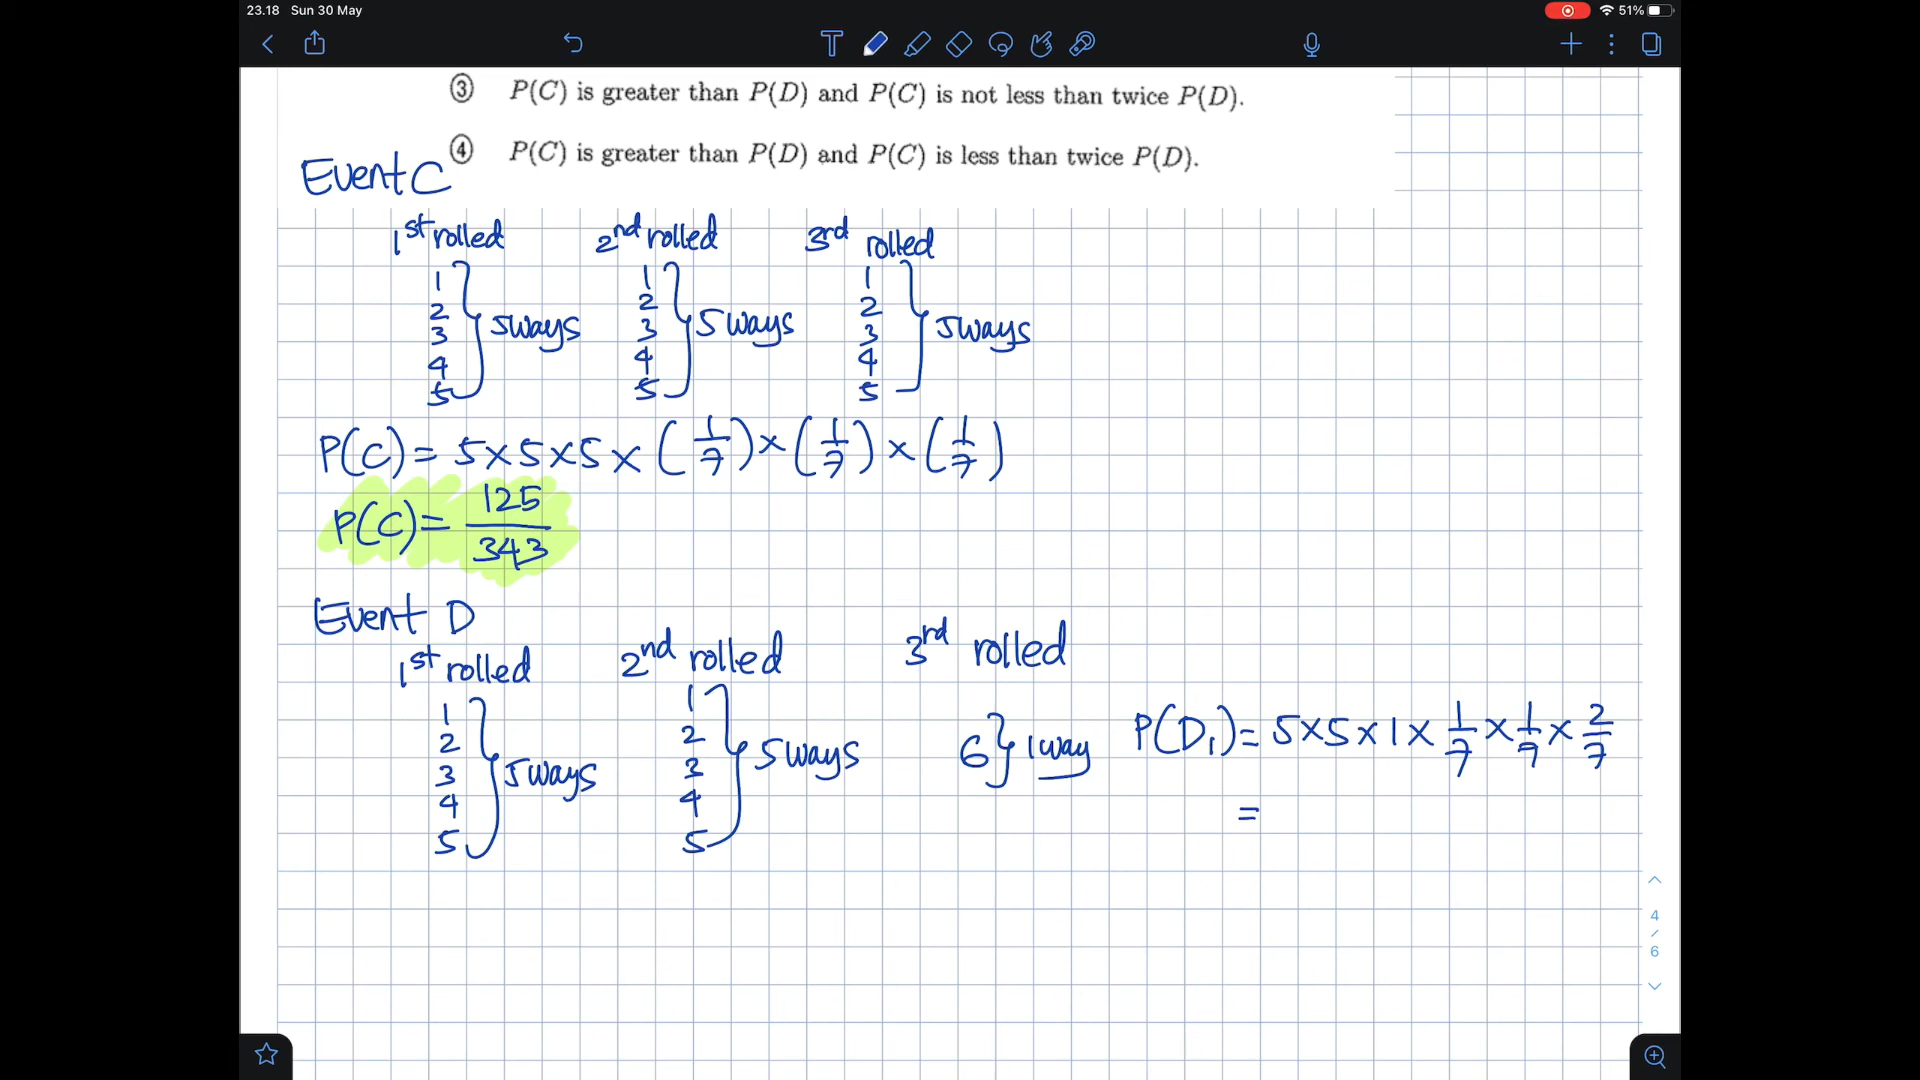 23.18 Sun 30 May
51%
③ P(C) is greater than P(D) and P(C) is not less than twice P(D).
④ P(C) is greater than P(D) and P(C) is less than twice P(D).
Event C
1st rolled 2nd rolled 3rd rolled
1 1 1
2 2 2
3 5ways 3 5ways 3 5ways
4 4 4
5 5 5
P(C) = 5×5×5× (1/7) × (1/7) × (1/7)
P(C) = 125/343
Event D
1st rolled 2nd rolled 3rd rolled
1 1
2 2
3 5ways 3 5ways 6 1 way P(D₁) = 5×5×1× 1/7 × 1/7 × 2/7
4 4 =
5 5
4
/
6